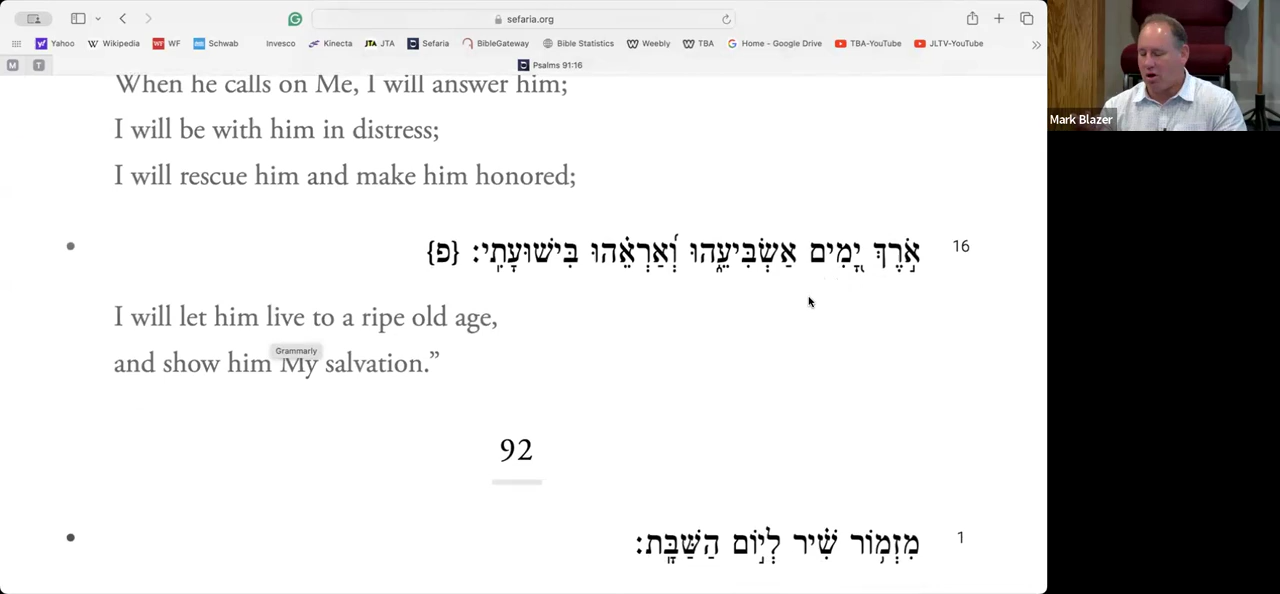 sefaria.org
Yahoo Wikipedia WF Schwab Invesco Kinecta JTA Sefaria BibleGateway Bible Statistics Weebly TBA Home - Google Drive TBA-YouTube JLTV-YouTube
M T Psalms 91:16
When he calls on Me, I will answer him;
I will be with him in distress;
I will rescue him and make him honored;
16 אֹ֣רֶךְ יָ֭מִים אַשְׂבִּיעֵ֑הוּ וְ֝אַרְאֵ֗הוּ בִּישׁוּעָתִֽי׃ {פ}
I will let him live to a ripe old age,
Grammarly
and show him My salvation.”
92
1 מִזְמ֥וֹר שִׁ֗יר לְי֣וֹם הַשַּׁבָּֽת׃
Mark Blazer